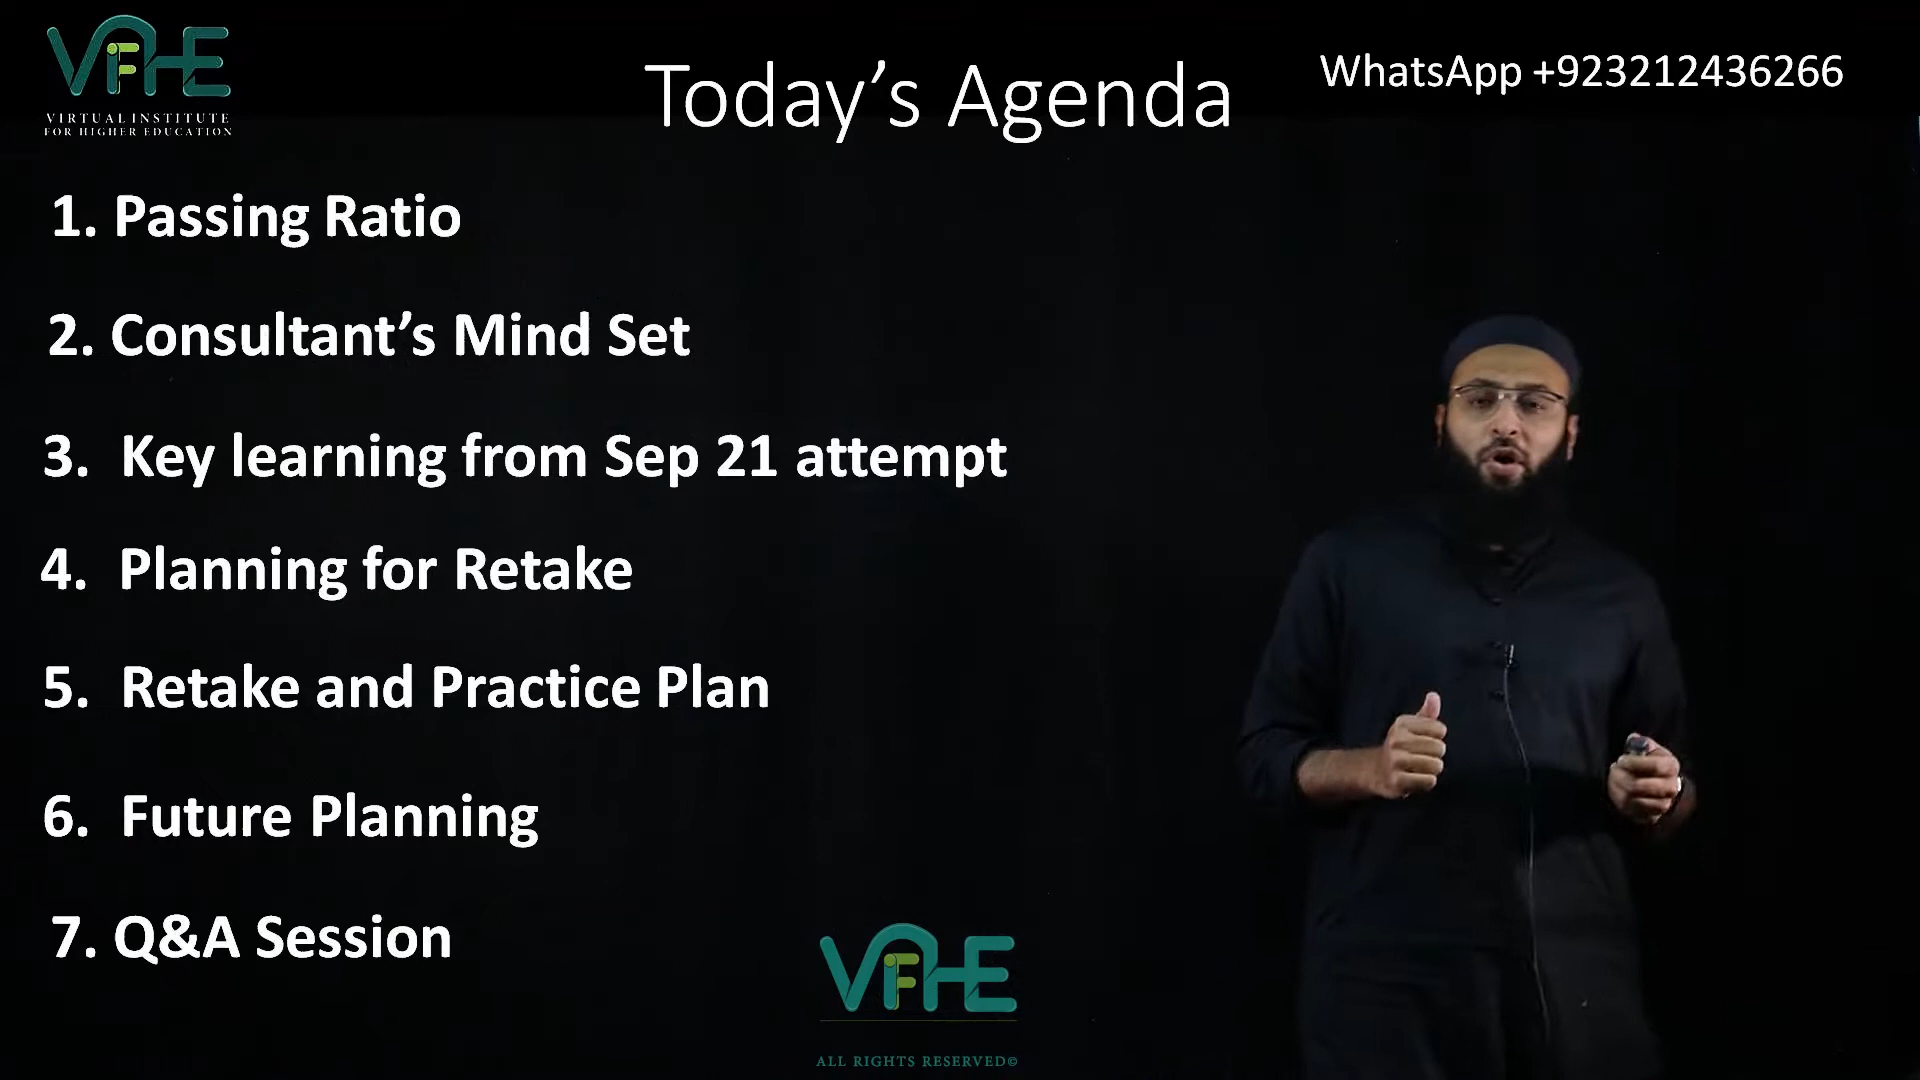 VIFHE
VIRTUAL INSTITUTE
FOR HIGHER EDUCATION
Today’s Agenda
WhatsApp +923212436266
1. Passing Ratio
2. Consultant’s Mind Set
3. Key learning from Sep 21 attempt
4. Planning for Retake
5. Retake and Practice Plan
6. Future Planning
7. Q&A Session
VIFHE
ALL RIGHTS RESERVED©